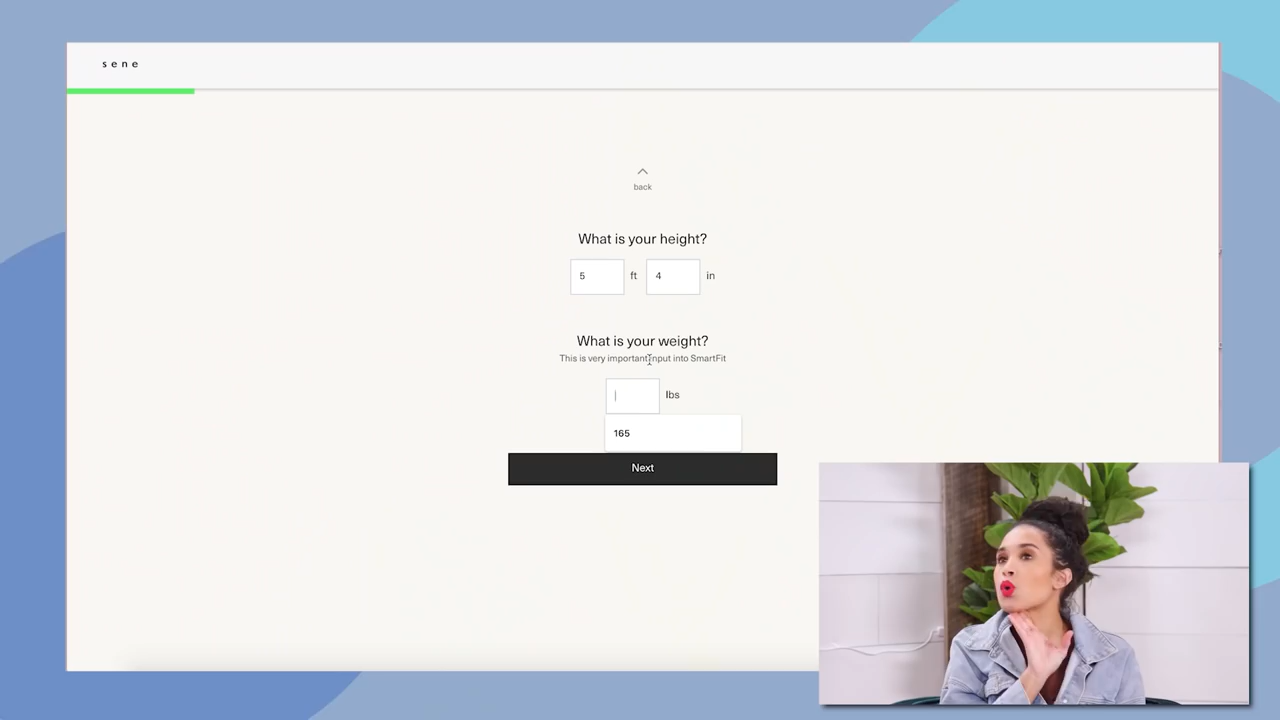 sene
back
What is your height?
5 ft 4 in
What is your weight?
This is very important input into SmartFit
lbs
165
Next